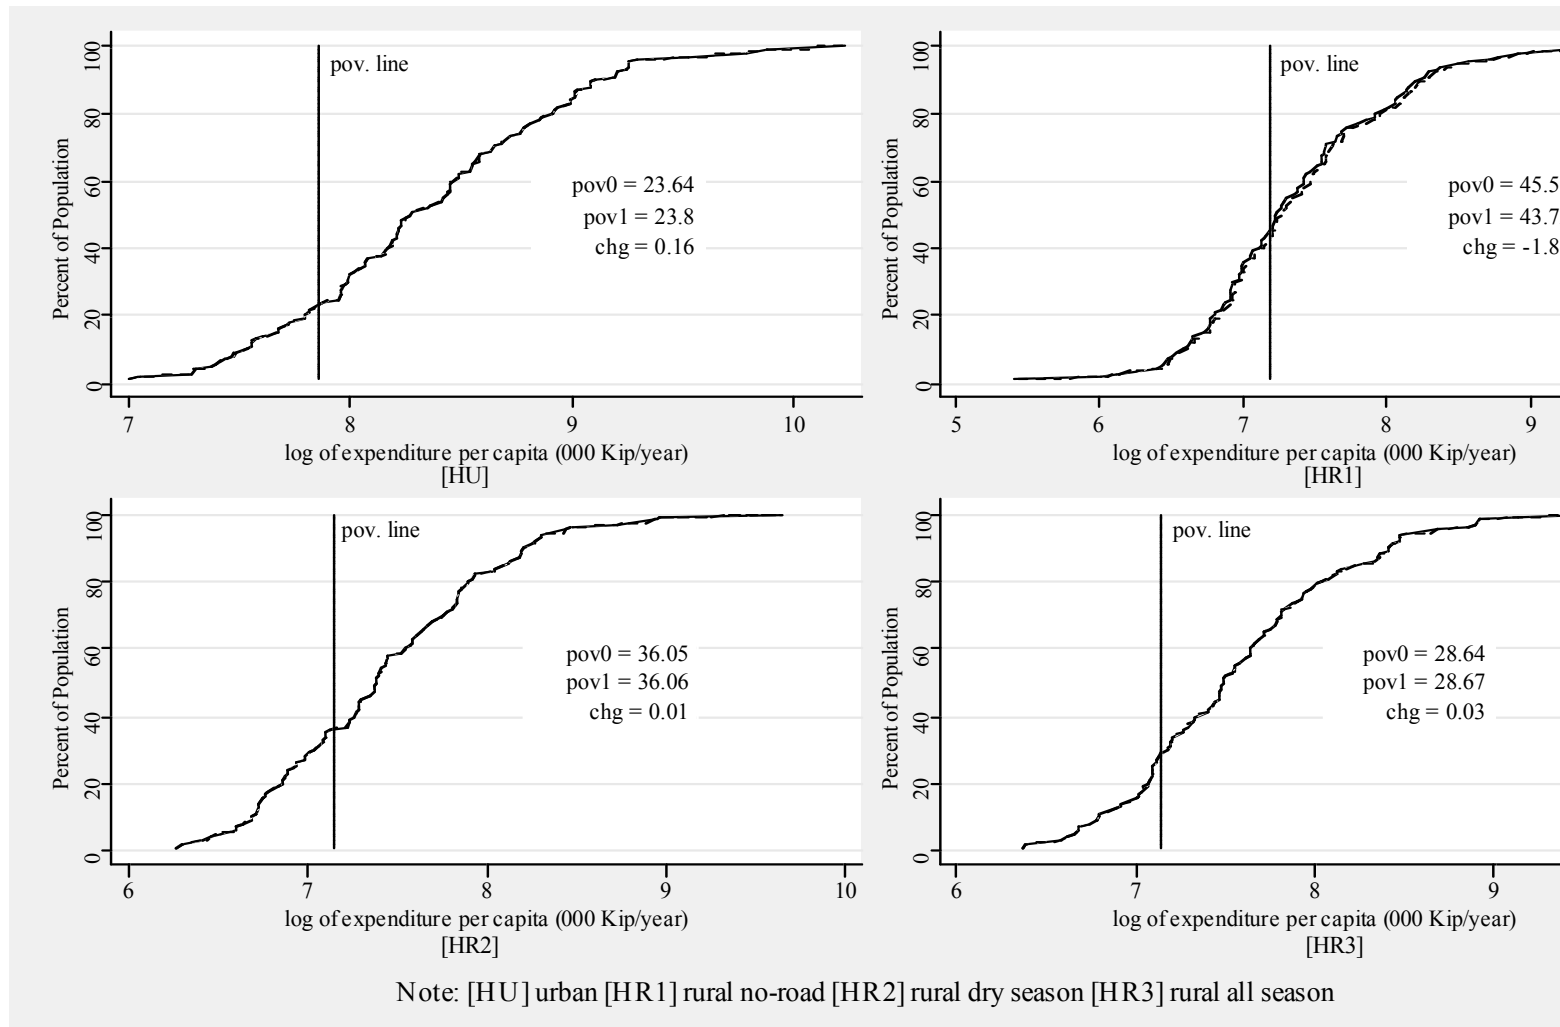 100
80
60
40
20
0
Percent of Population
pov. line
pov0 = 23.64
pov1 = 23.8
chg = 0.16
7 8 9 10
log of expenditure per capita (000 Kip/year)
[HU]
100
80
60
40
20
0
Percent of Population
pov. line
pov0 = 45.5
pov1 = 43.7
chg = -1.8
5 6 7 8 9
log of expenditure per capita (000 Kip/year)
[HR1]
100
80
60
40
20
0
Percent of Population
pov. line
pov0 = 36.05
pov1 = 36.06
chg = 0.01
6 7 8 9 10
log of expenditure per capita (000 Kip/year)
[HR2]
100
80
60
40
20
0
Percent of Population
pov. line
pov0 = 28.64
pov1 = 28.67
chg = 0.03
6 7 8 9
log of expenditure per capita (000 Kip/year)
[HR3]
Note: [HU] urban [HR1] rural no-road [HR2] rural dry season [HR3] rural all season